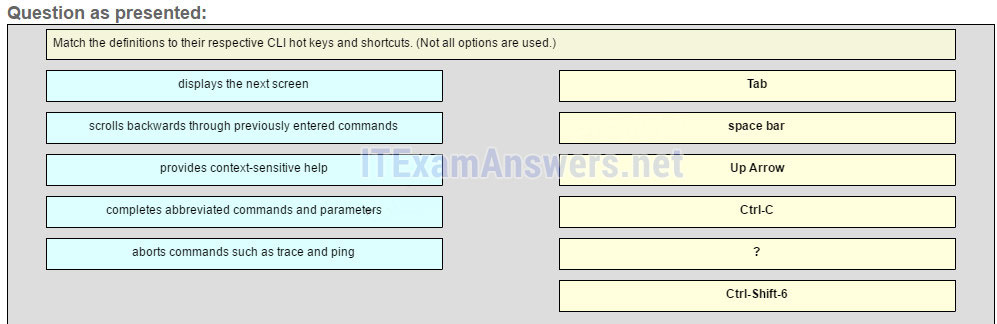 Question as presented:
Match the definitions to their respective CLI hot keys and shortcuts. (Not all options are used.)
displays the next screen
Tab
scrolls backwards through previously entered commands
space bar
provides context-sensitive help
ITExamAnswers.net
Up Arrow
completes abbreviated commands and parameters
Ctrl-C
aborts commands such as trace and ping
?
Ctrl-Shift-6